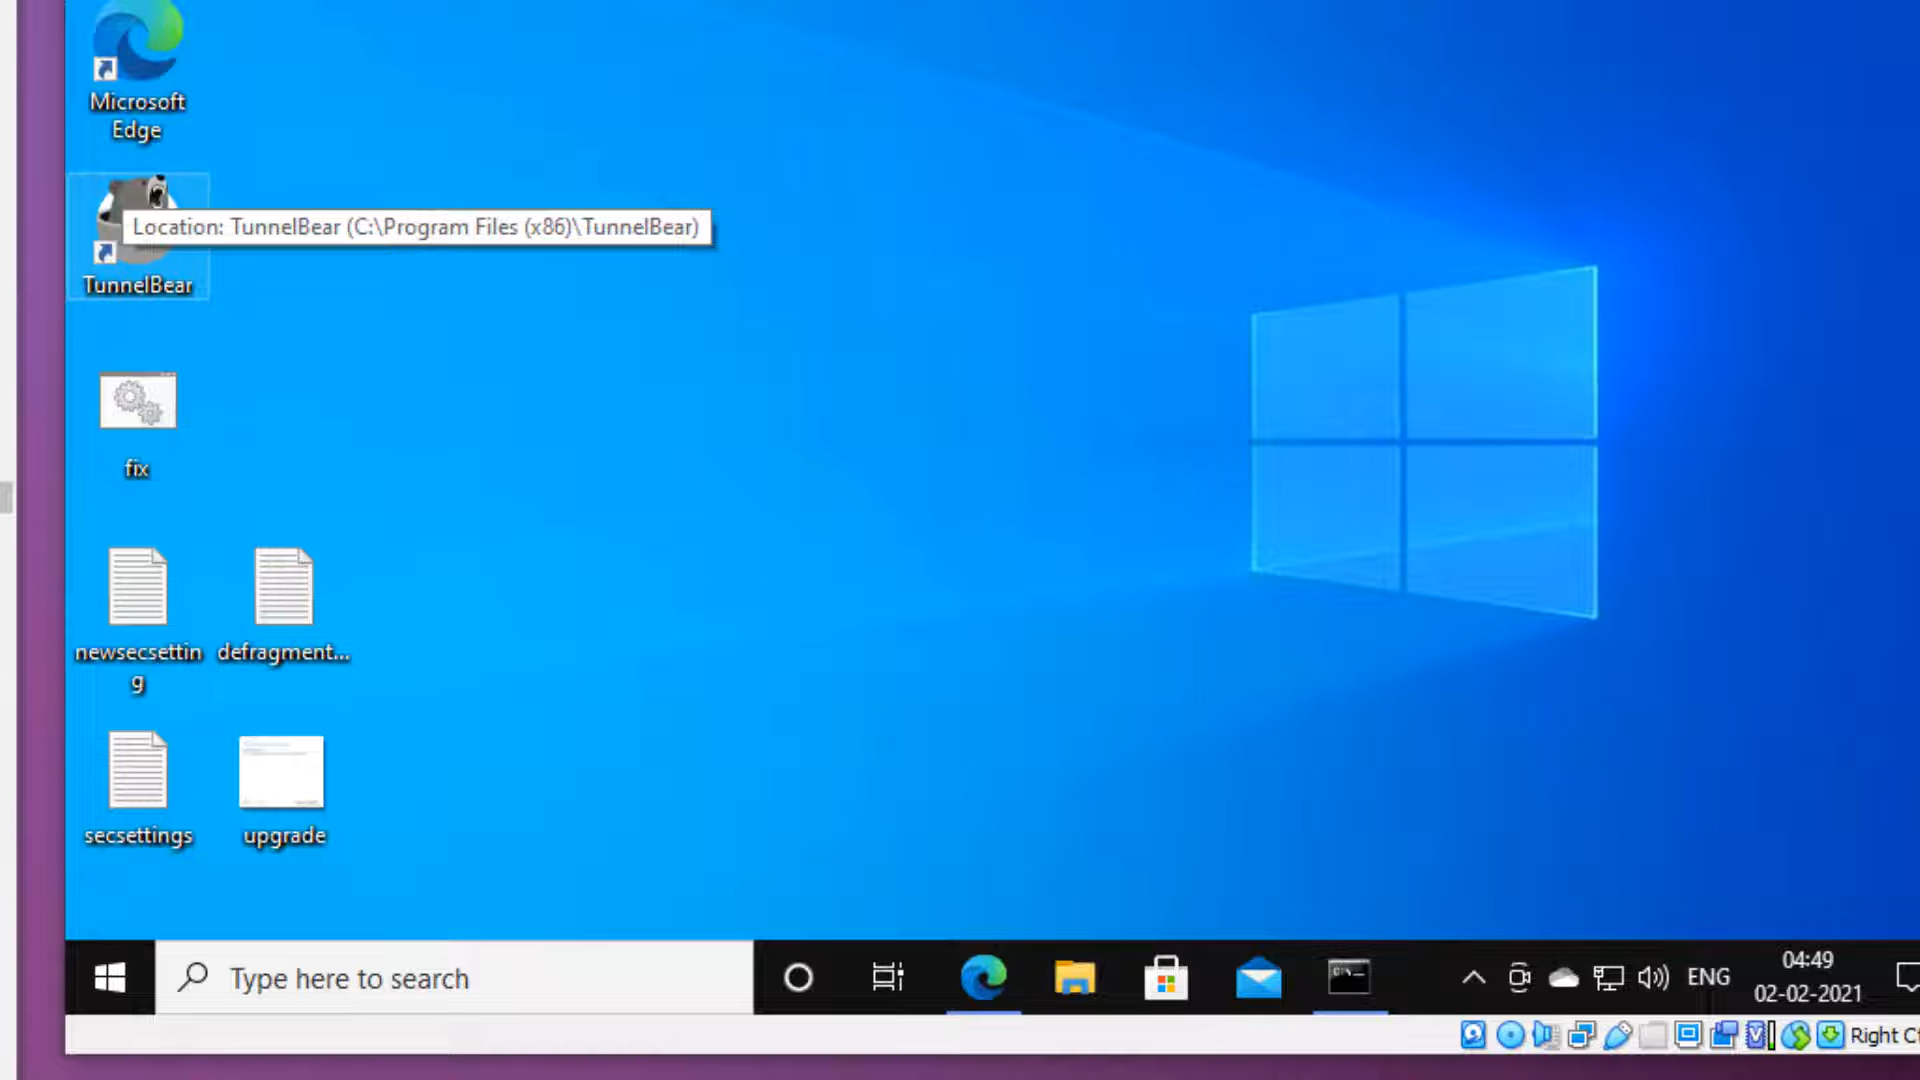 Microsoft
Edge
Location: TunnelBear (C:\Program Files (x86)\TunnelBear)
TunnelBear
fix
newsecsettin
g
defragment...
secsettings
upgrade
Type here to search
ENG
04:49
02-02-2021
Right C